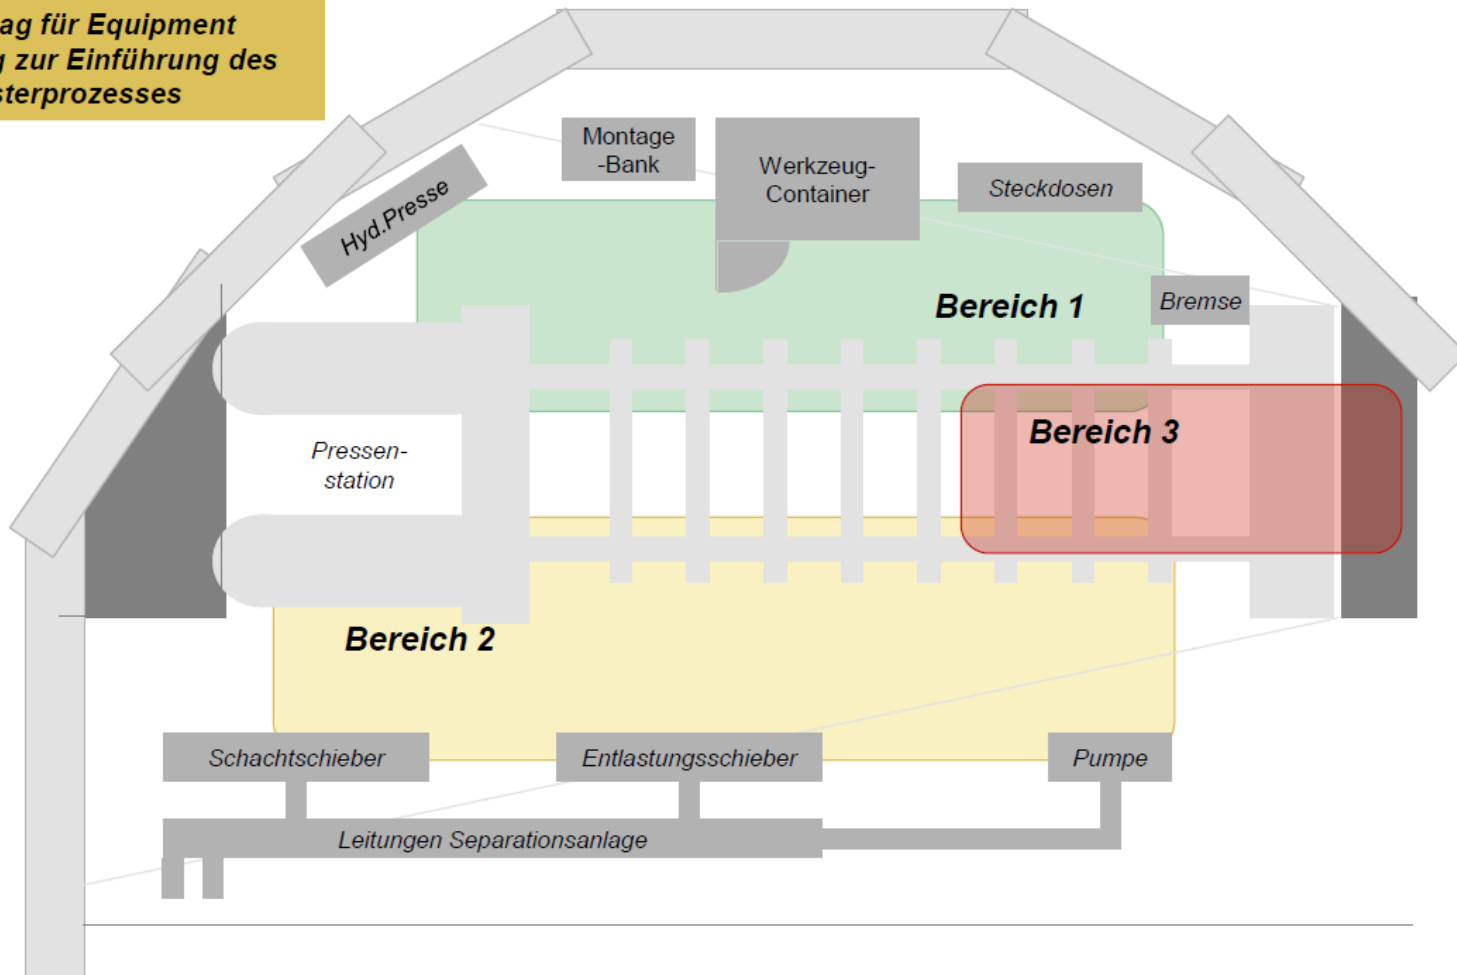 ag für Equipment
zur Einführung des
sterprozesses
Montage
-Bank
Werkzeug-
Container
Steckdosen
Hyd.Presse
Bereich 1
Bremse
Bereich 3
Pressen-
station
Bereich 2
Schachtschieber
Entlastungsschieber
Pumpe
Leitungen Separationsanlage